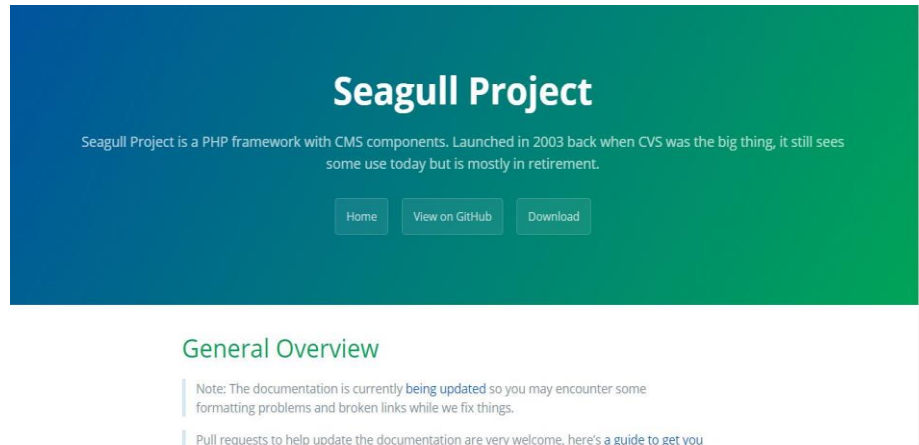 Seagull Project
Seagull Project is a PHP framework with CMS components. Launched in 2003 back when CVS was the big thing, it still sees
some use today but is mostly in retirement.
Home
View on GitHub
Download
General Overview
Note: The documentation is currently being updated so you may encounter some
formatting problems and broken links while we fix things.
Pull requests to help update the documentation are very welcome, here's a guide to get you